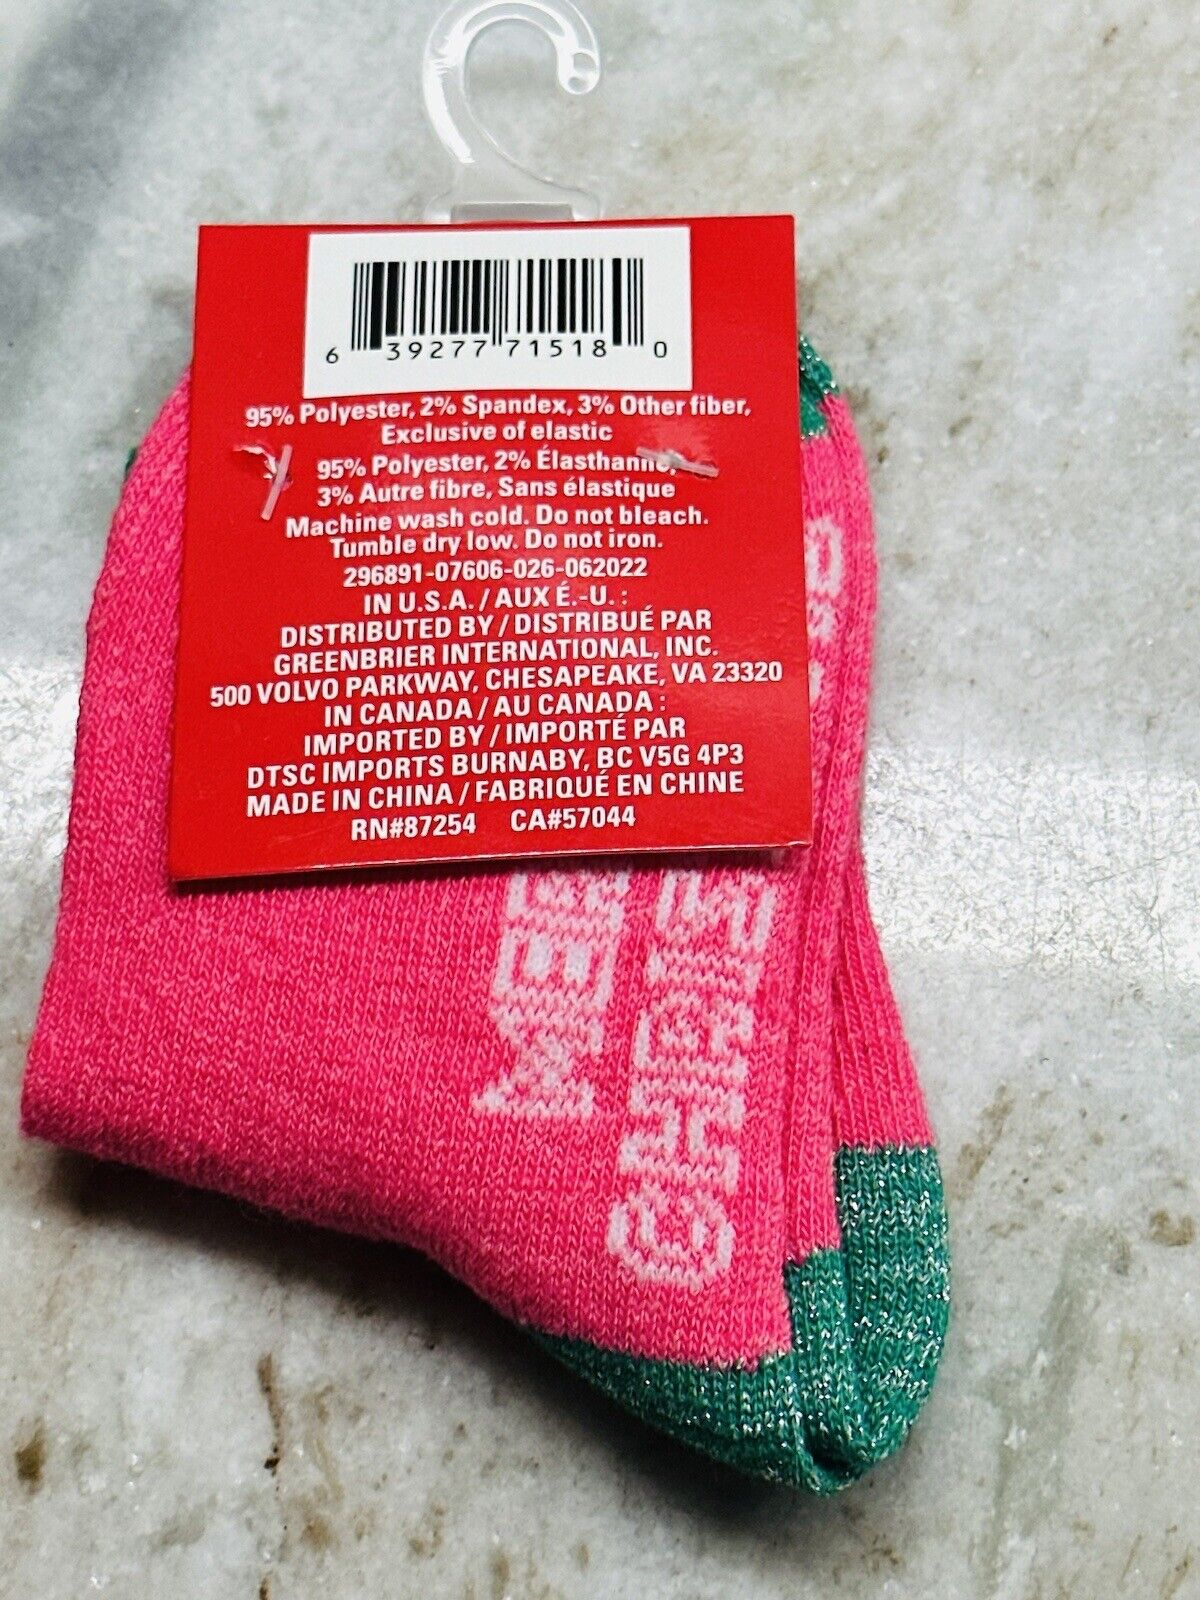 6 39277 71518 0
95% Polyester, 2% Spandex, 3% Other fiber,
Exclusive of elastic
95% Polyester, 2% Élasthanne,
3% Autre fibre, Sans élastique
Machine wash cold. Do not bleach.
Tumble dry low. Do not iron.
296891-07606-026-062022
IN U.S.A. / AUX É.-U. :
DISTRIBUTED BY / DISTRIBUÉ PAR
GREENBRIER INTERNATIONAL, INC.
500 VOLVO PARKWAY, CHESAPEAKE, VA 23320
IN CANADA / AU CANADA :
IMPORTED BY / IMPORTÉ PAR
DTSC IMPORTS BURNABY, BC V5G 4P3
MADE IN CHINA / FABRIQUÉ EN CHINE
RN#87254 CA#57044
MER
CHRIS